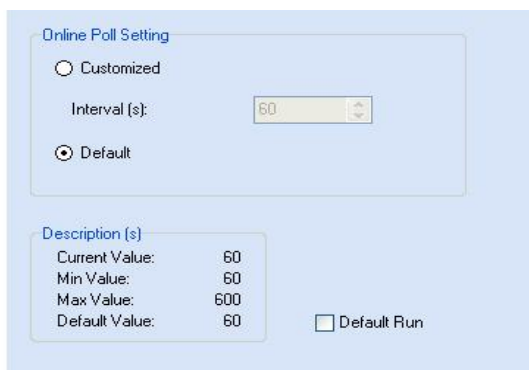 Online Poll Setting
Customized
Interval (s): 60
Default
Description (s)
Current Value: 60
Min Value: 60
Max Value: 600
Default Value: 60
Default Run